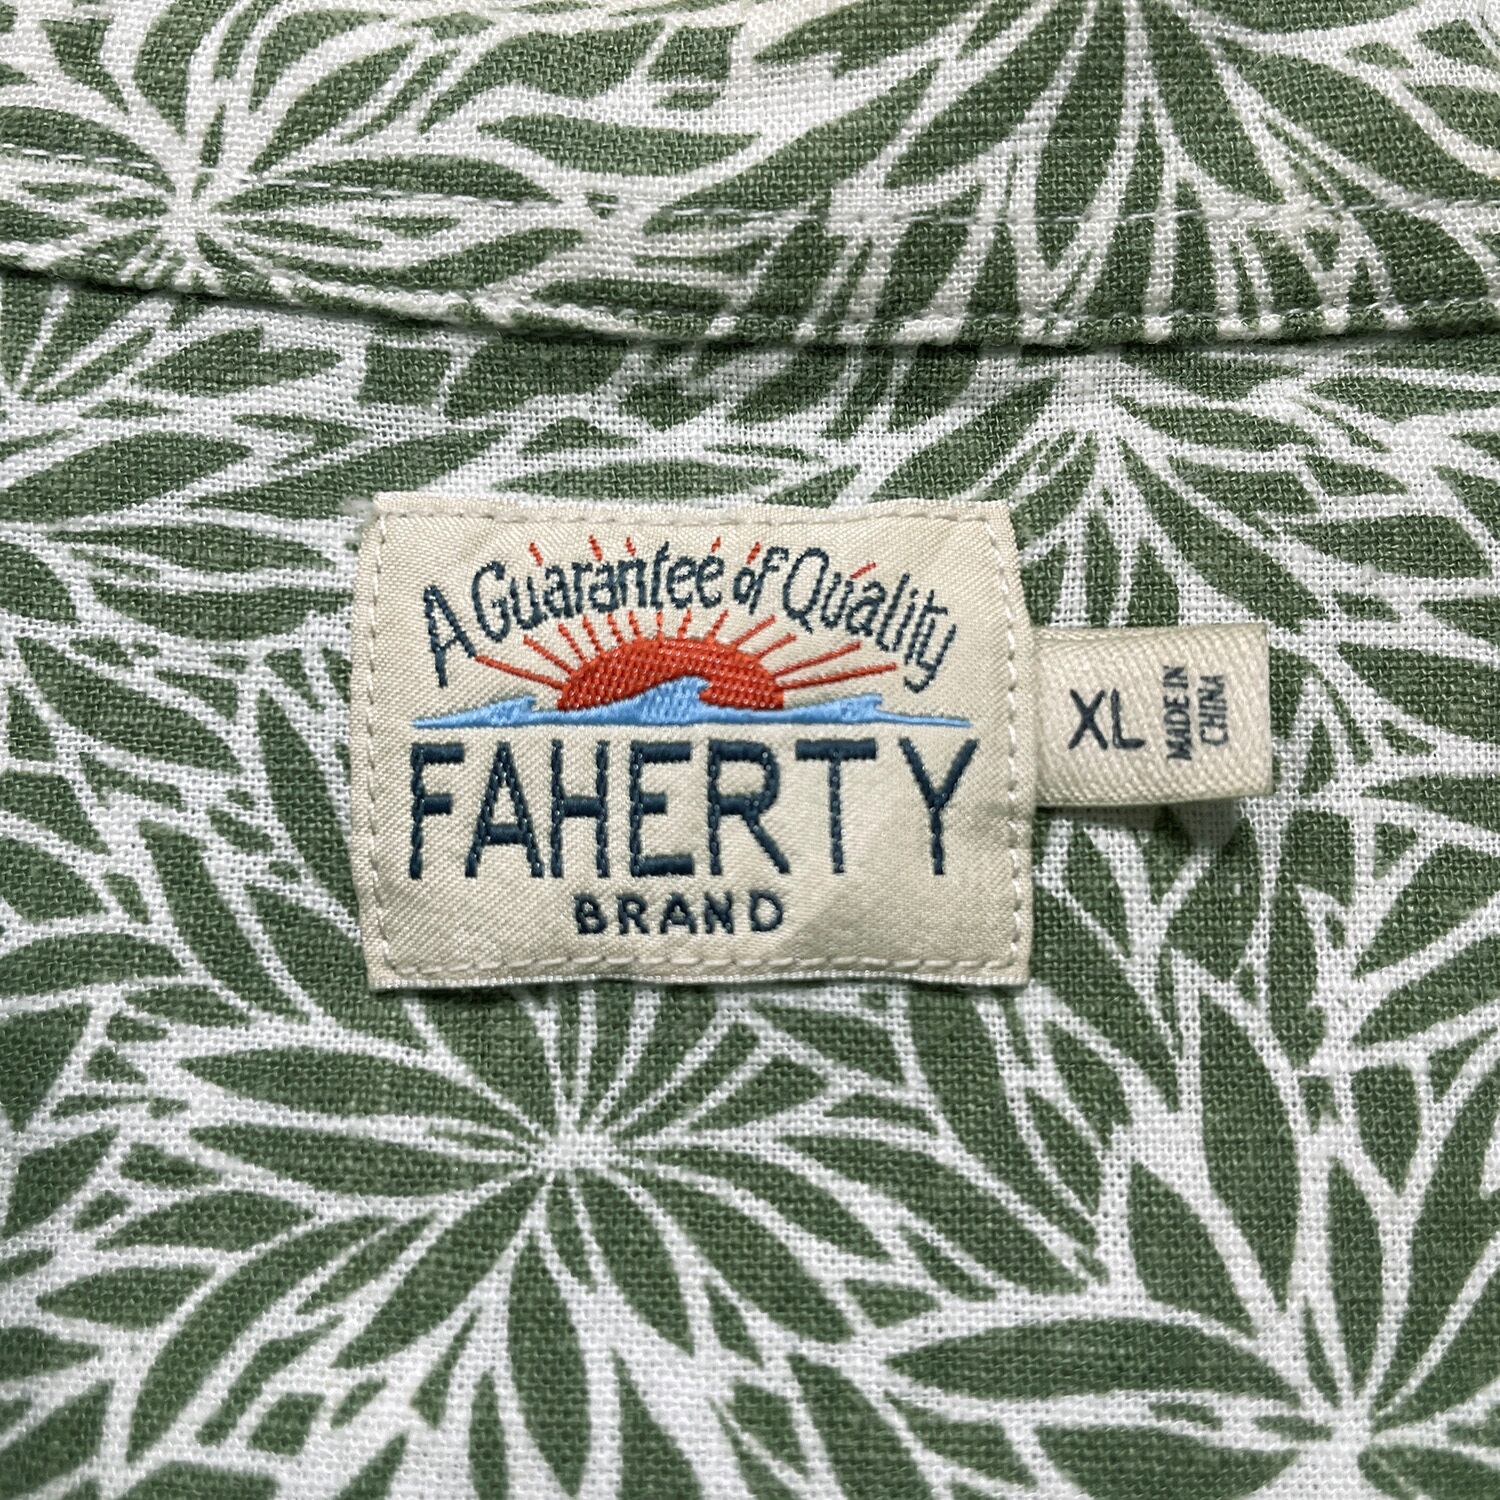 A Guarantee of Quality
FAHERTY
BRAND
XL
MADE IN
CHINA